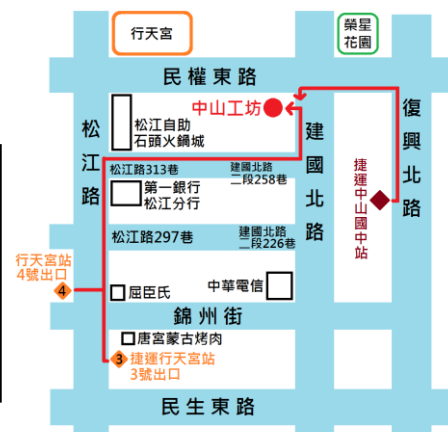 行天宮
榮星
花園
民權東路
中山工坊
松江自助
石頭火鍋城
松江路
建國北路
復興北路
松江路313巷
建國北路
二段258巷
第一銀行
松江分行
捷運中山國中站
松江路297巷
建國北路
二段226巷
行天宮站
4號出口
4
屈臣氏
中華電信
錦州街
唐宮蒙古烤肉
3
捷運行天宮站
3號出口
民生東路